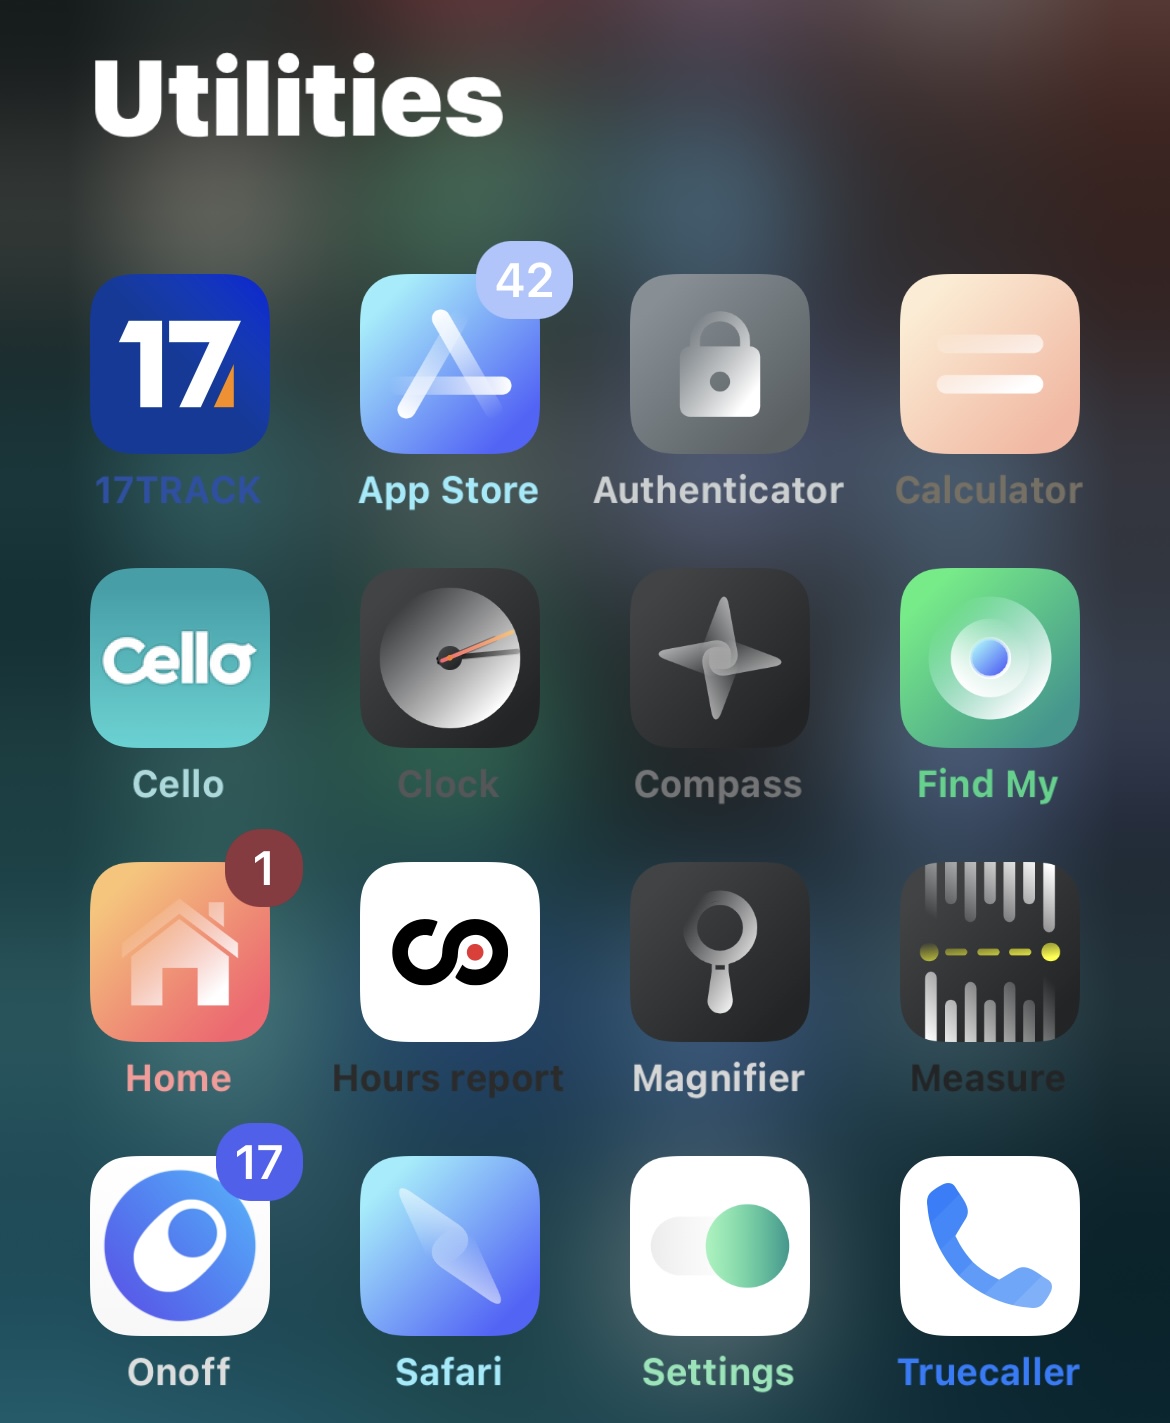 Utilities
42
17
17TRACK
App Store
Authenticator
Calculator
Cello
Cello
Clock
Compass
Find My
1
Home
Hours report
Magnifier
Measure
17
Onoff
Safari
Settings
Truecaller